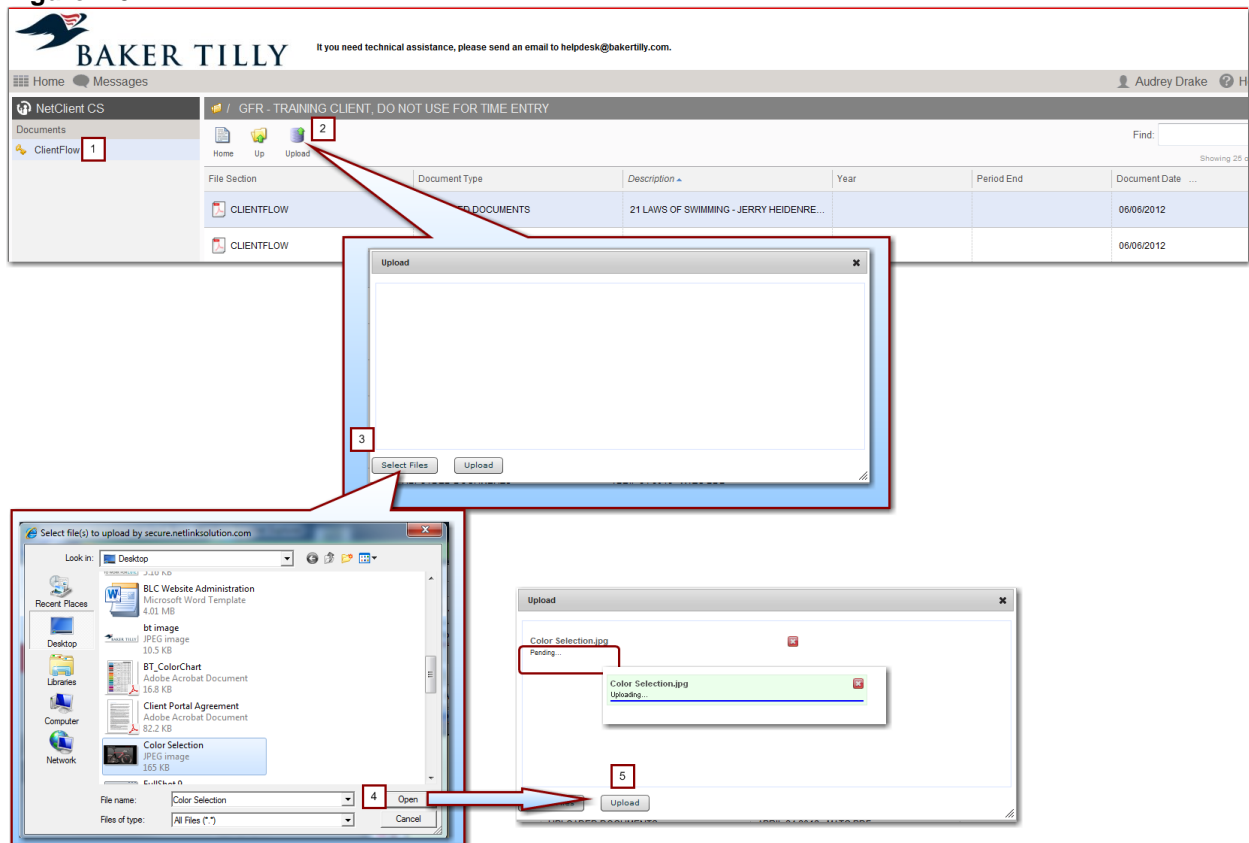 BAKER TILLY
It you need technical assistance, please send an email to helpdesk@bakertilly.com.
Home Messages
Audrey Drake
NetClient CS
/ GFR - TRAINING CLIENT, DO NOT USE FOR TIME ENTRY
Documents
ClientFlow 1
Home Up Upload 2
Find:
File Section Document Type Description Year Period End Document Date ...
CLIENTFLOW DOCUMENTS 21 LAWS OF SWIMMING - JERRY HEIDENRE... 06/06/2012
CLIENTFLOW 06/06/2012
Upload
3
Select Files Upload
Select file(s) to upload by secure.netlinksolution.com
Look in: Desktop
Recent Places
Desktop
Libraries
Computer
Network
BLC Website Administration
Microsoft Word Template
4.01 MB
bt image
JPEG image
10.5 KB
BT_ColorChart
Adobe Acrobat Document
16.8 KB
Client Portal Agreement
Adobe Acrobat Document
82.2 KB
Color Selection
JPEG image
165 KB
File name: Color Selection 4 Open
Files of type: All Files (*.*) Cancel
Upload
Color Selection.jpg
Pending...
Color Selection.jpg
Uploading...
5
Upload